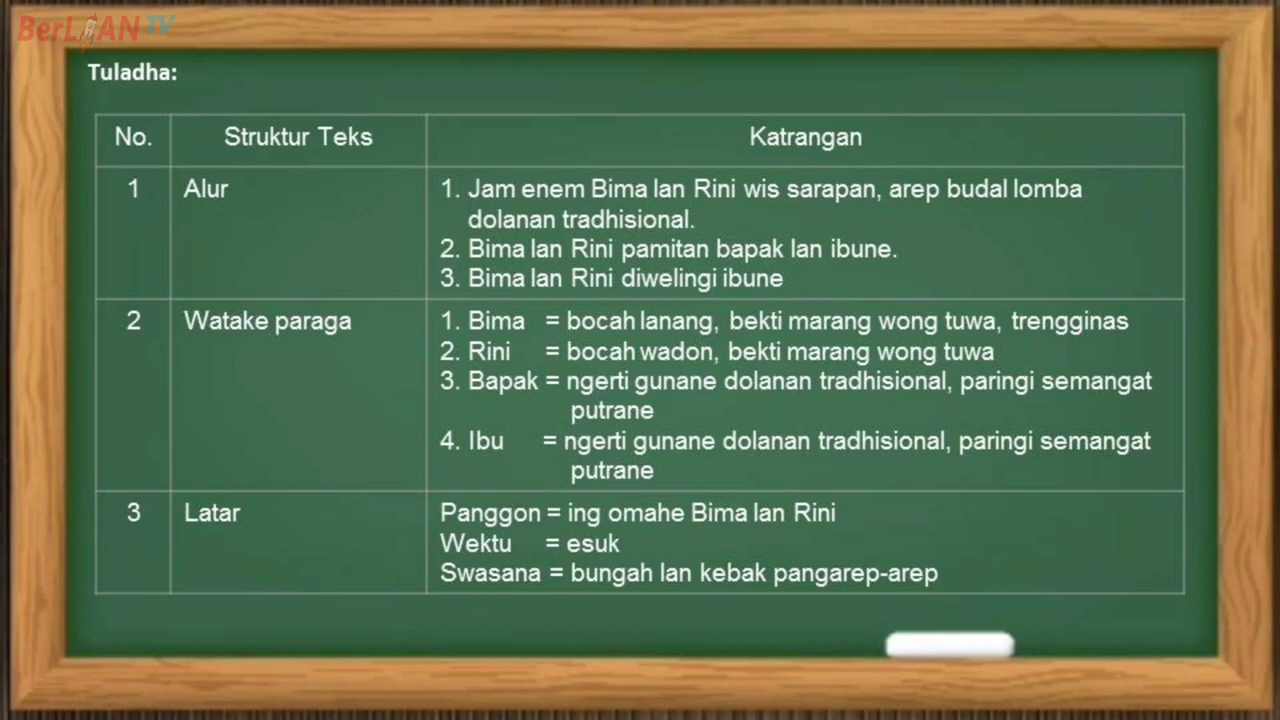 BerLIAN TV
Tuladha:
No. Struktur Teks Katrangan
1 Alur 1. Jam enem Bima lan Rini wis sarapan, arep budal lomba
dolanan tradhisional.
2. Bima lan Rini pamitan bapak lan ibune.
3. Bima lan Rini diwelingi ibune
2 Watake paraga 1. Bima = bocah lanang, bekti marang wong tuwa, trengginas
2. Rini = bocah wadon, bekti marang wong tuwa
3. Bapak = ngerti gunane dolanan tradhisional, paringi semangat
putrane
4. Ibu = ngerti gunane dolanan tradhisional, paringi semangat
putrane
3 Latar Panggon = ing omahe Bima lan Rini
Wektu = esuk
Swasana = bungah lan kebak pangarep-arep